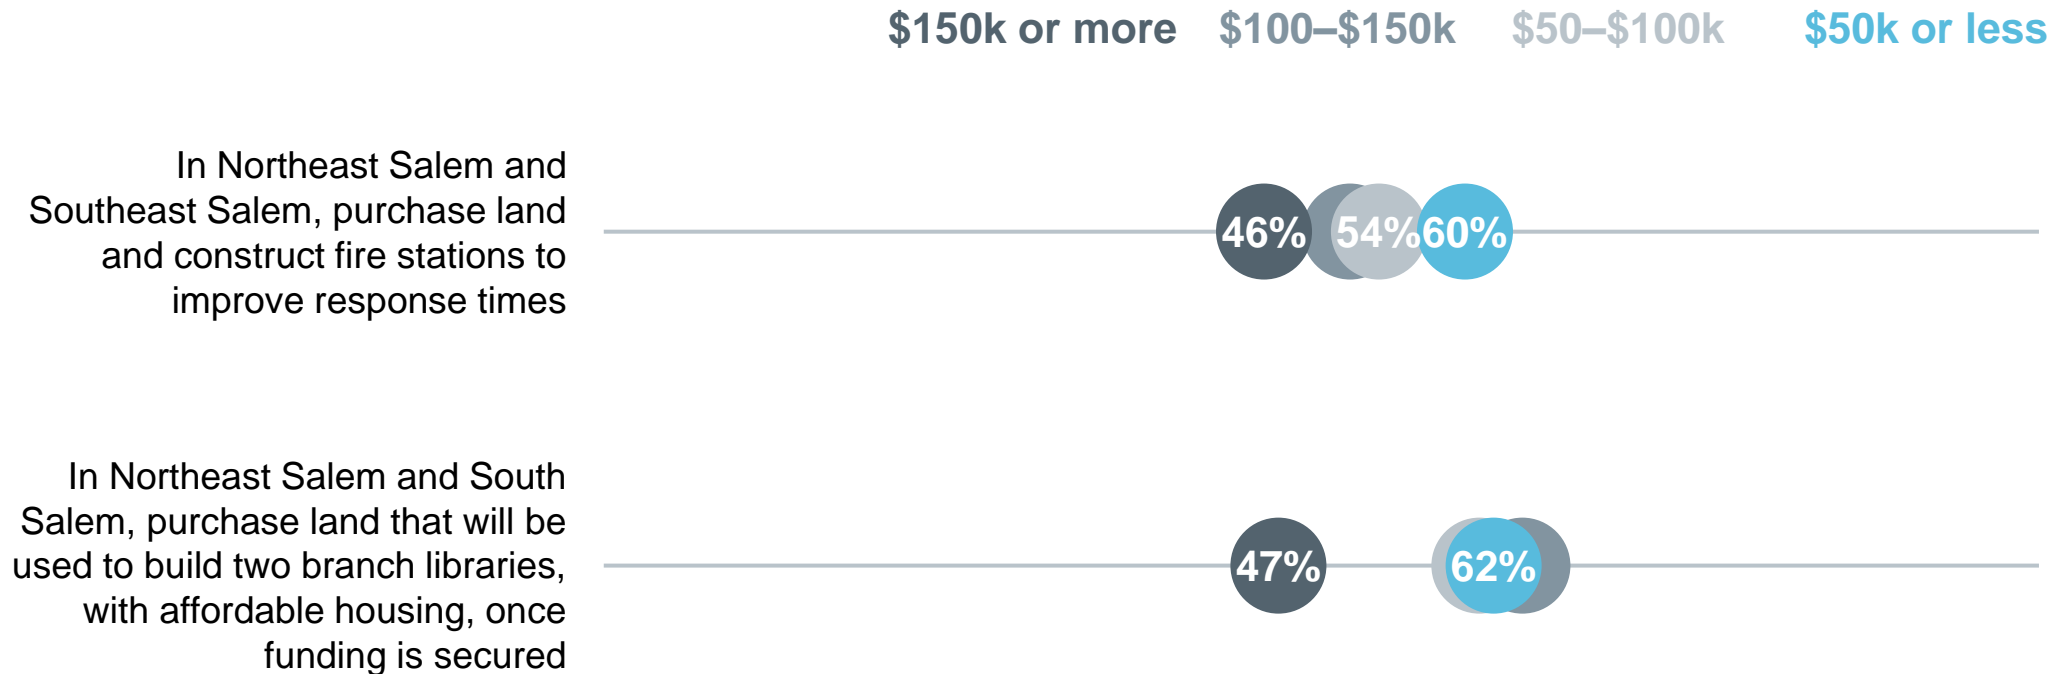 $150k or more $100–$150k $50–$100k $50k or less
In Northeast Salem and
Southeast Salem, purchase land
and construct fire stations to
improve response times
46% 54% 60%
In Northeast Salem and South
Salem, purchase land that will be
used to build two branch libraries,
with affordable housing, once
funding is secured
47% 62%